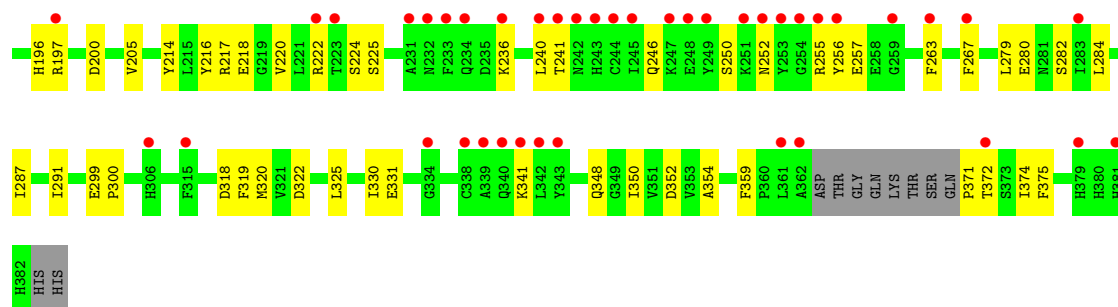 H196 R197 D200 V205 Y214 L215 Y216 R217 E218 G219 V220 L221 R222 T223 S224 S225 A231 N232 F233 Q234 D235 K236 L240 T241 N242 H243 C244 I245 Q246 K247 E248 Y249 S250 K251 N252 Y253 G254 R255 Y256 E257 E258 G259 F263 F267 L279 E280 N281 S282 I283 L284
I287 I291 E299 P300 H306 F315 D318 F319 M320 V321 D322 L325 I330 E331 G334 C338 A339 Q340 K341 L342 Y343 Q348 G349 I350 V351 D352 V353 A354 F359 P360 L361 A362 ASP THR GLY GLN LYS THR SER GLN P371 T372 S373 I374 F375 H379 H380 H381
H382 HIS HIS